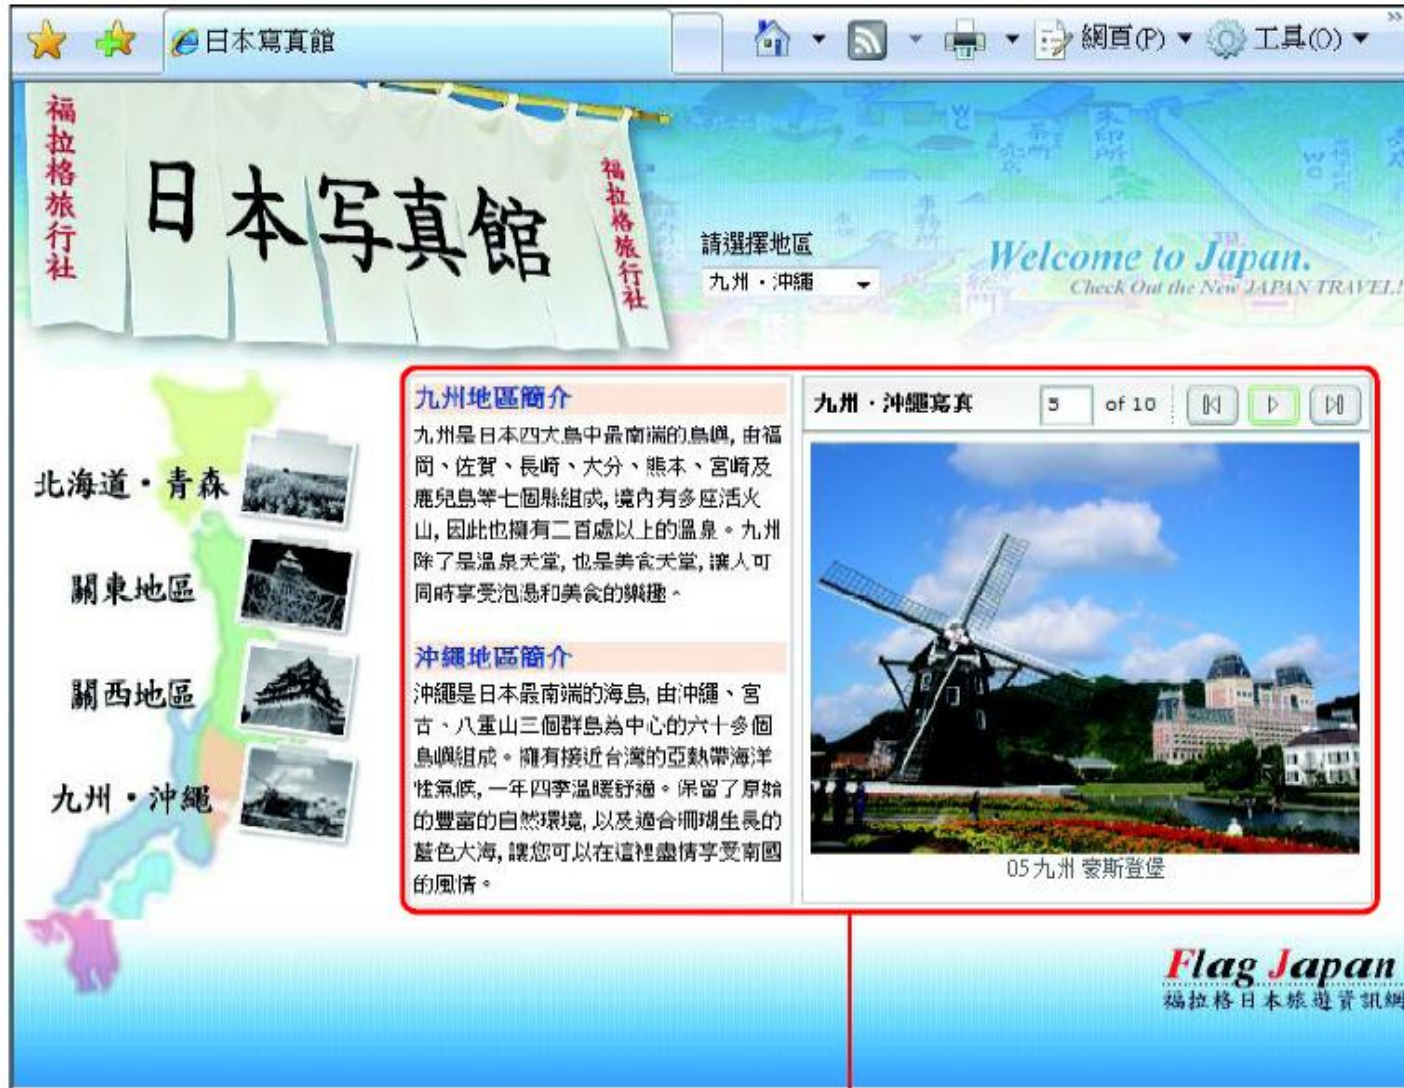 日本寫真館
網頁(P)
工具(O)
福拉格旅行社
日本写真館
福拉格旅行社
請選擇地區
九州・沖繩
Welcome to Japan.
Check Out the New JAPAN TRAVEL!
WC
茶所
朱印所
WC
北海道・青森
關東地區
關西地區
九州・沖繩
九州地區簡介
九州是日本四大島中最南端的島嶼, 由福
岡、佐賀、長崎、大分、熊本、宮崎及
鹿兒島等七個縣組成, 境內有多座活火
山, 因此也擁有二百處以上的溫泉。九州
除了是溫泉天堂, 也是美食天堂, 讓人可
同時享受泡湯和美食的樂趣。
沖繩地區簡介
沖繩是日本最南端的海島, 由沖繩、宮
古、八重山三個群島為中心的六十多個
島嶼組成。擁有接近台灣的亞熱帶海洋
性氣候, 一年四季溫暖舒適。保留了原始
的豐富的自然環境, 以及適合珊瑚生長的
藍色大海, 讓您可以在這裡盡情享受南國
的風情。
九州・沖繩寫真
5 of 10
05 九州 豪斯登堡
Flag Japan
福拉格日本旅遊資訊網